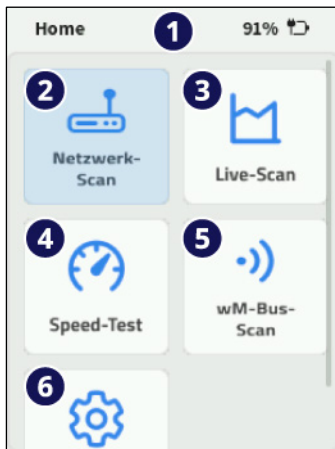 Home 1 91%
2 3
Netzwerk-
Scan
Live-Scan
4 5
Speed-Test
wM-Bus-
Scan
6